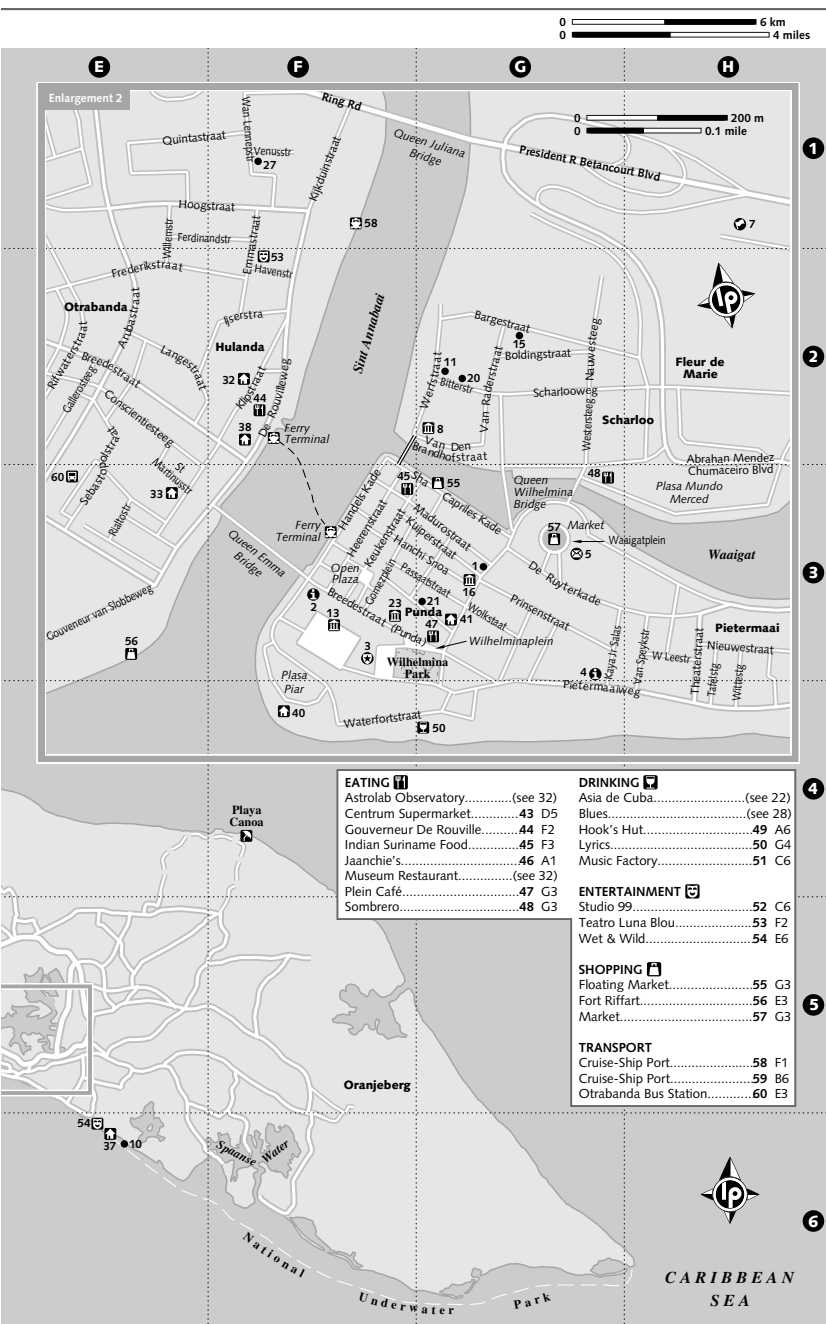 0 6 km
0 4 miles
E F G H
Enlargement 2
Ring Rd
0 200 m
0 0.1 mile
Wan Lennepstr
Quintastraat
Venusstr
27
Queen Juliana
Bridge
President R Betancourt Blvd
1
Kijkduinstraat
Hoogstraat
Willemstr
Ferdinandstr
Emmastraat
58
7
53
Frederikstraat
Havenstr
Otrabanda
Arubastraat
Ijserstra
Sint Annabaai
Bargestraat
15
Nauwesteeg
Rifwaterstraat
Breedestraat
Langestraat
Hulanda
Boldingstraat
Fleur de
Marie
2
Gallerosteeg
32
Klipstraat
De Rouvilleweg
11
20
Bitterstr
Werfstraat
Van Raderstraat
Scharlooweg
Conscientiesteeg
44
Westersteeg
Scharloo
38
Ferry
Terminal
8
Van Den
Brandhofstraat
Sebastopolstraat
St
Martinusstr
60
33
Rialtostr
45
Sha Capriles Kade
55
Queen
Wilhelmina
Bridge
48
Abrahan Mendez
Chumaceiro Blvd
Plasa Mundo
Merced
Handels Kade
Heerenstraat
Keukenstraat
Madurostraat
Kuiperstraat
Hanchi Snoa
57
Market
Waaigatplein
5
Waaigat
Ferry
Terminal
Queen Emma
Bridge
Open
Plaza
Gomezplein
Passaatstraat
1
16
De Ruyterkade
3
Gouverneur van Slobbeweg
2
13
Breedestraat (Punda)
23
21
Punda
41
Wolkstaat
Prinsenstraat
47
Wilhelminaplein
56
3
Wilhelmina
Park
Kaya Jr Salas
Van Speykstr
W Leestr
Theaterstraat
Tafelstg
Wittestg
Pietermaai
Nieuwestraat
4
Pietermaaiweg
Plasa
Piar
40
Waterfortstraat
50
4
EATING
Astrolab Observatory.............(see 32)
Centrum Supermarket...........43 D5
Gouverneur De Rouville.........44 F2
Indian Suriname Food............45 F3
Jaanchie's............................46 A1
Museum Restaurant..............(see 32)
Plein Café.............................47 G3
Sombrero.............................48 G3
DRINKING
Asia de Cuba........................(see 22)
Blues....................................(see 28)
Hook's Hut............................49 A6
Lyrics....................................50 G4
Music Factory........................51 C6
ENTERTAINMENT
Studio 99..............................52 C6
Teatro Luna Blou....................53 F2
Wet & Wild............................54 E6
SHOPPING
Floating Market......................55 G3
Fort Riffart.............................56 E3
Market...................................57 G3
TRANSPORT
Cruise-Ship Port.....................58 F1
Cruise-Ship Port.....................59 B6
Otrabanda Bus Station............60 E3
Playa
Canoa
5
Oranjeberg
54
37
10
Spaanse Water
lp
6
National Underwater Park
CARIBBEAN
SEA